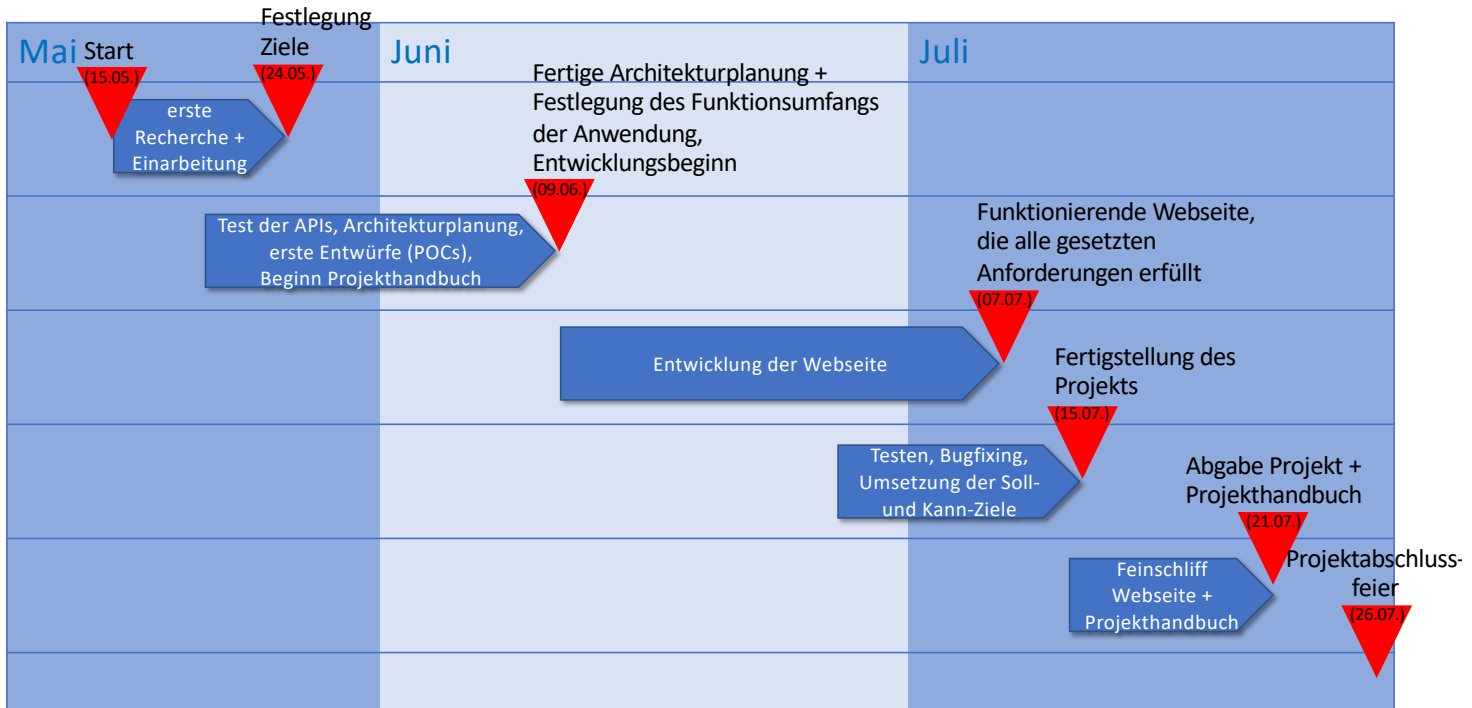 Mai
Juni
Juli
Start
(15.05.)
Festlegung
Ziele
(24.05.)
erste
Recherche +
Einarbeitung
Fertige Architekturplanung +
Festlegung des Funktionsumfangs
der Anwendung,
Entwicklungsbeginn
(09.06.)
Test der APIs, Architekturplanung,
erste Entwürfe (POCs),
Beginn Projekthandbuch
Funktionierende Webseite,
die alle gesetzten
Anforderungen erfüllt
(07.07.)
Entwicklung der Webseite
Fertigstellung des
Projekts
(15.07.)
Testen, Bugfixing,
Umsetzung der Soll-
und Kann-Ziele
Abgabe Projekt +
Projekthandbuch
(21.07.)
Feinschliff
Webseite +
Projekthandbuch
Projektabschluss-
feier
(26.07.)